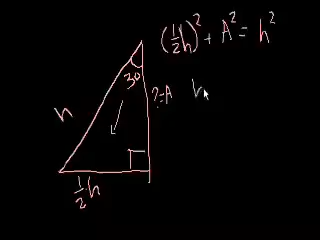 (½h)² + A² = h²
30
?=A
h
h
½h